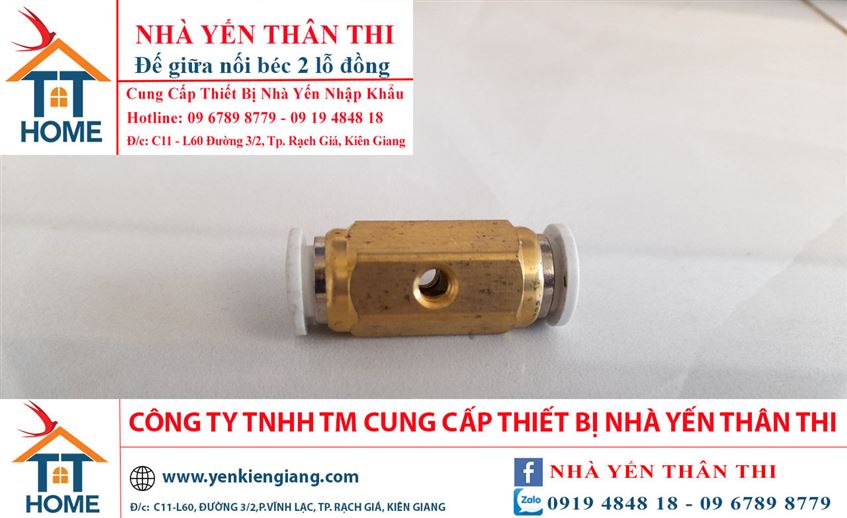 TT
HOME
NHÀ YẾN THÂN THI
Đế giữa nối béc 2 lỗ đồng
Cung Cấp Thiết Bị Nhà Yến Nhập Khẩu
Hotline: 09 6789 8779 - 09 19 4848 18
Đ/c: C11 - L60 Đường 3/2, Tp. Rạch Giá, Kiên Giang
TT
HOME
CÔNG TY TNHH TM CUNG CẤP THIẾT BỊ NHÀ YẾN THÂN THI
www.yenkiengiang.com
Đ/c: C11-L60, ĐƯỜNG 3/2,P.VĨNH LẠC, TP. RẠCH GIÁ, KIÊN GIANG
f NHÀ YẾN THÂN THI
Zalo 0919 4848 18 - 09 6789 8779